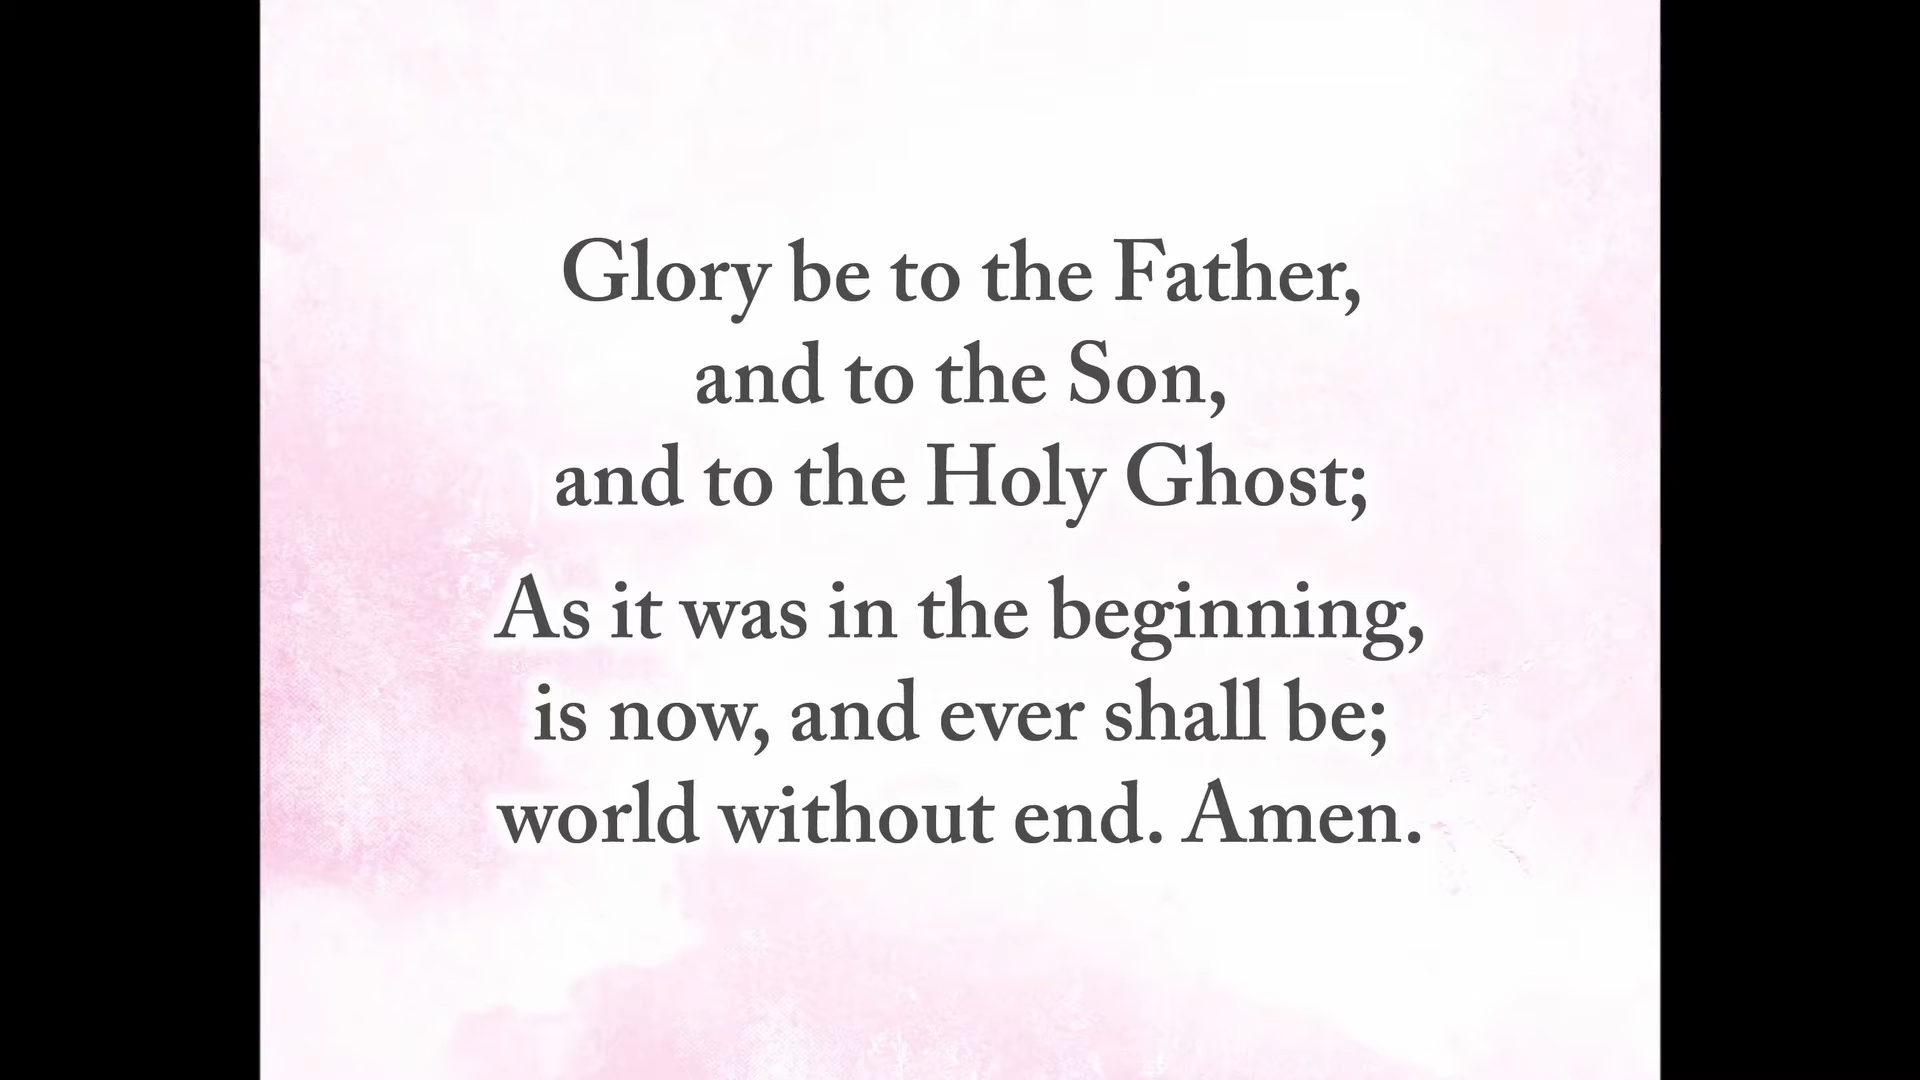 Glory be to the Father,
and to the Son,
and to the Holy Ghost;
As it was in the beginning,
is now, and ever shall be;
world without end. Amen.